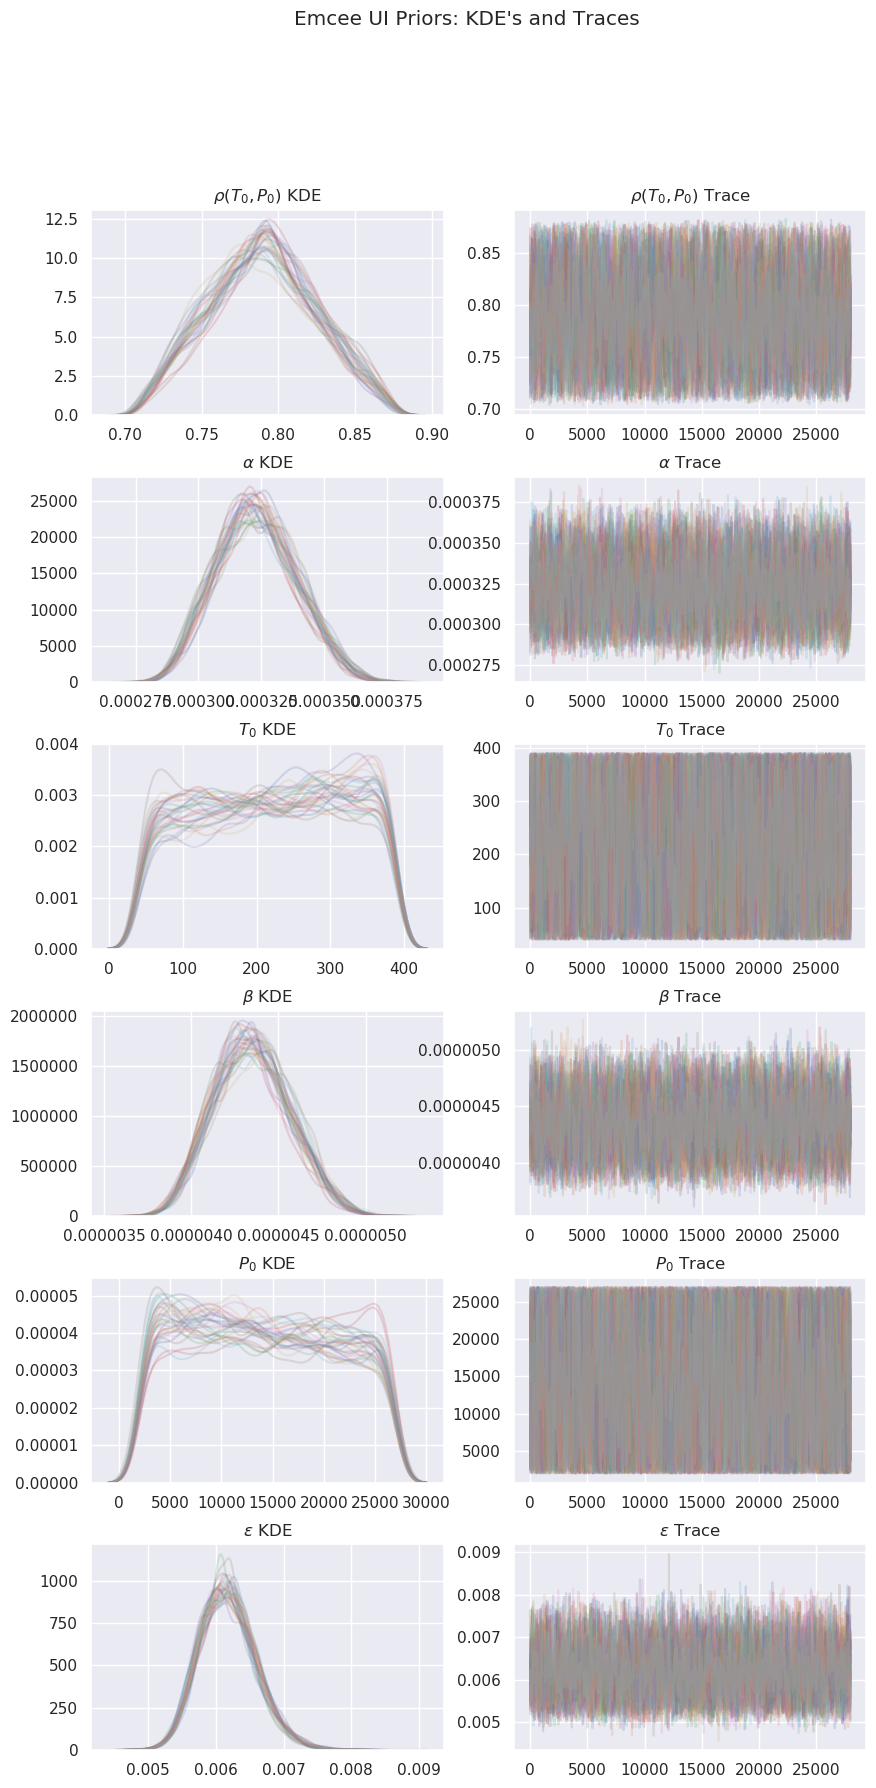 Emcee UI Priors: KDE's and Traces
ρ(T₀, P₀) KDE
ρ(T₀, P₀) Trace
12.5
10.0
7.5
5.0
2.5
0.0
0.70 0.75 0.80 0.85 0.90
0.85
0.80
0.75
0.70
0 5000 10000 15000 20000 25000
α KDE
α Trace
25000
20000
15000
10000
5000
0
0.000275 0.000300 0.000325 0.000350 0.000375
0.000375
0.000350
0.000325
0.000300
0.000275
0 5000 10000 15000 20000 25000
T₀ KDE
T₀ Trace
0.004
0.003
0.002
0.001
0.000
0 100 200 300 400
400
300
200
100
0 5000 10000 15000 20000 25000
β KDE
β Trace
2000000
1500000
1000000
500000
0
0.0000035 0.0000040 0.0000045 0.0000050
0.0000050
0.0000045
0.0000040
0 5000 10000 15000 20000 25000
P₀ KDE
P₀ Trace
0.00005
0.00004
0.00003
0.00002
0.00001
0.00000
0 5000 10000 15000 20000 25000 30000
25000
20000
15000
10000
5000
0 5000 10000 15000 20000 25000
ε KDE
ε Trace
1000
750
500
250
0
0.005 0.006 0.007 0.008 0.009
0.009
0.008
0.007
0.006
0.005
0 5000 10000 15000 20000 25000